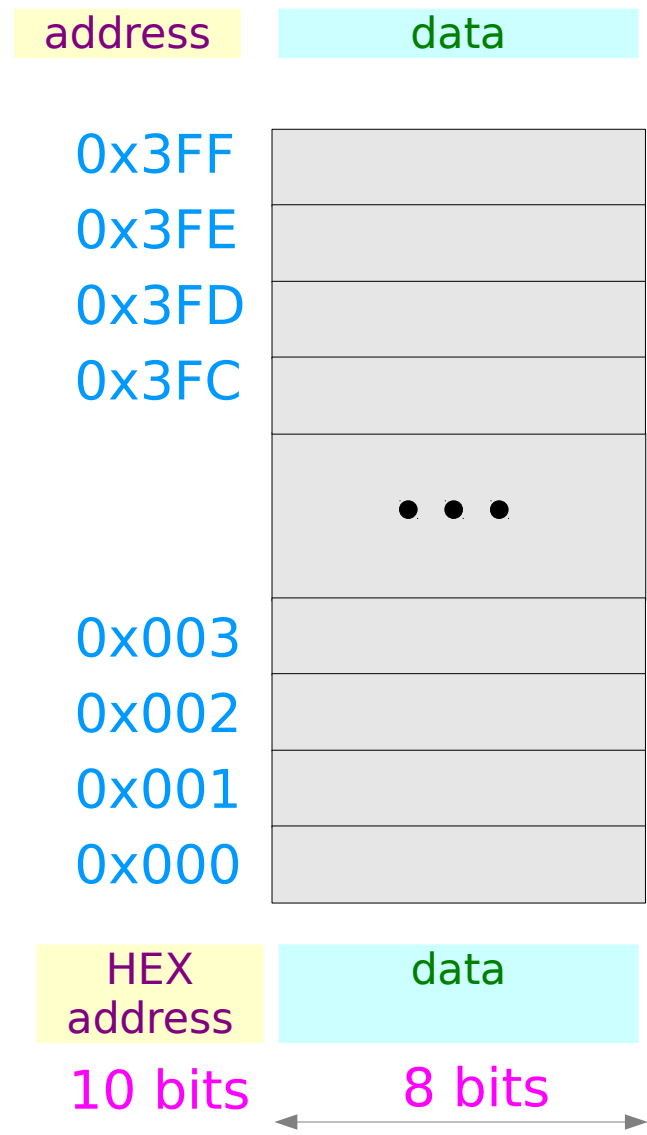 address data
0x3FF
0x3FE
0x3FD
0x3FC
0x003
0x002
0x001
0x000
HEX data
address
10 bits 8 bits